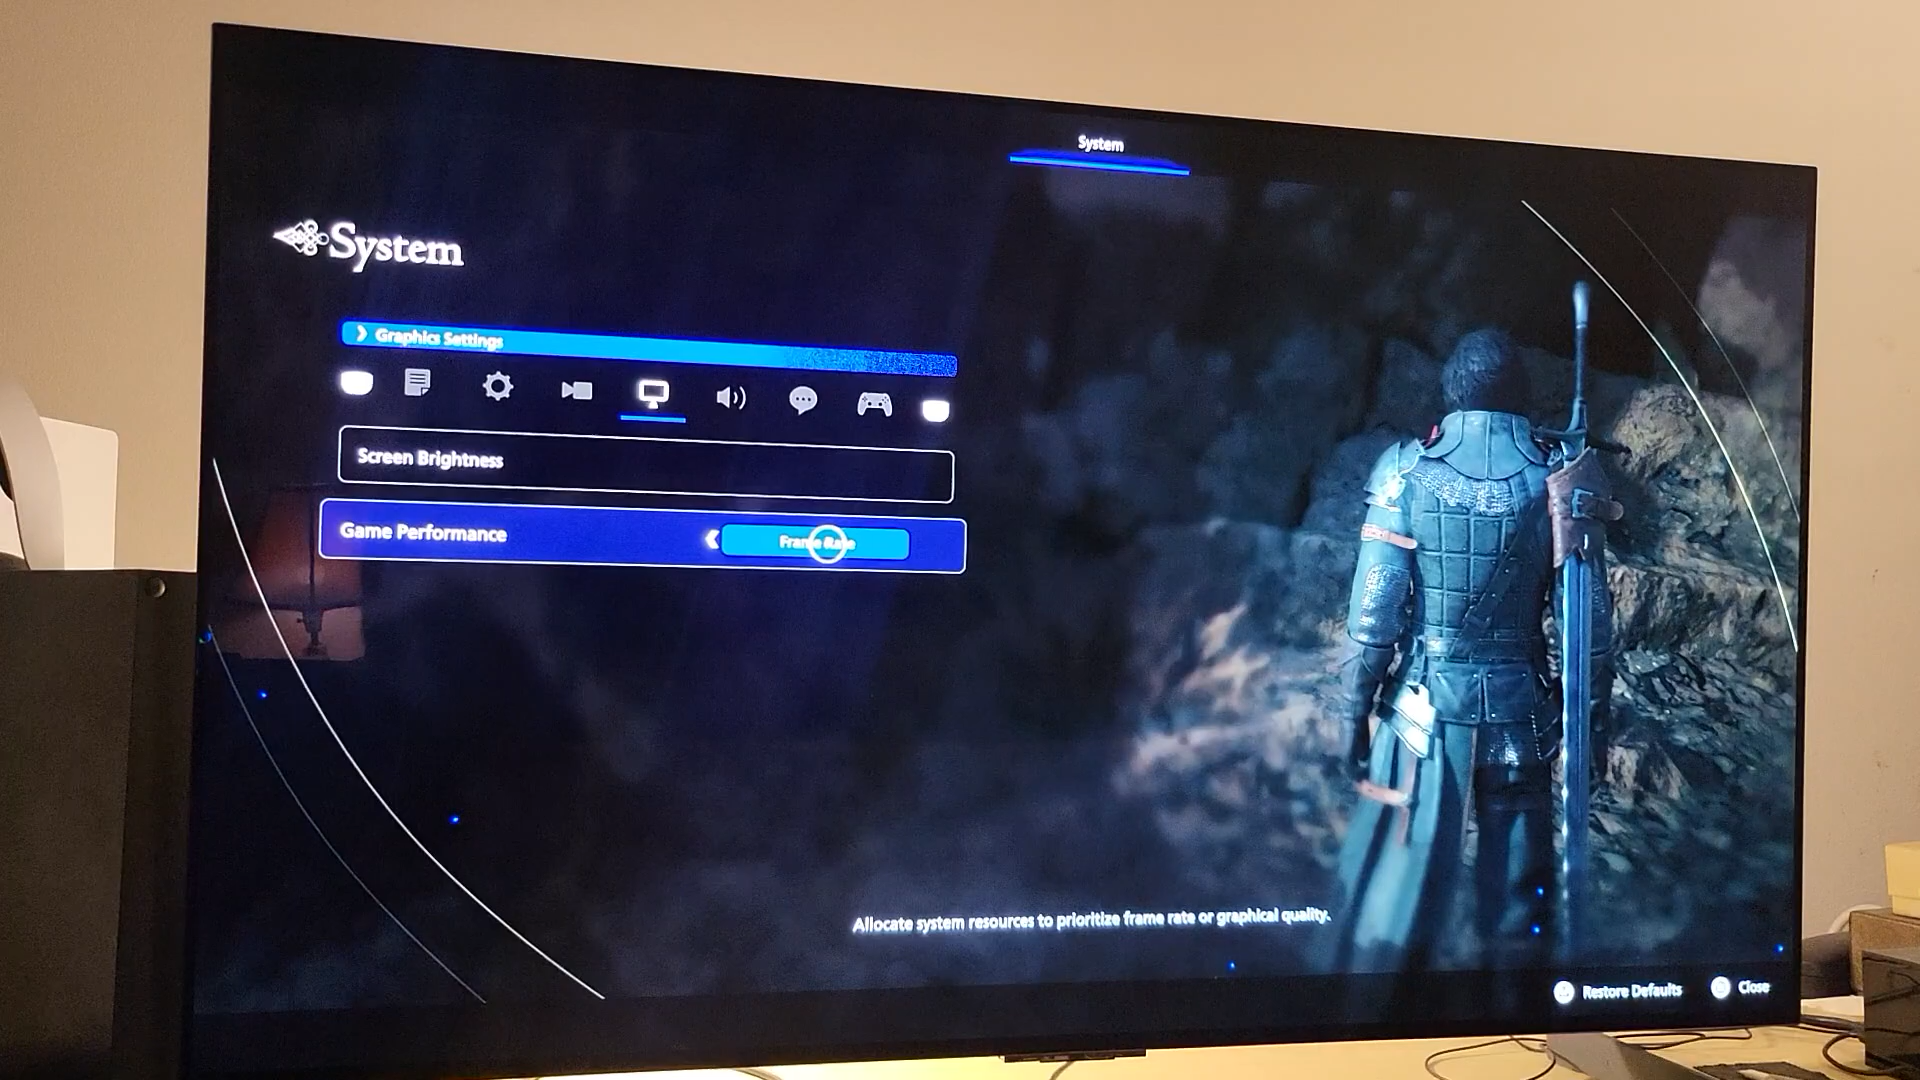 System
System
Graphics Settings
Screen Brightness
Game Performance
Frame Rate
Allocate system resources to prioritize frame rate or graphical quality.
Restore Defaults
Close